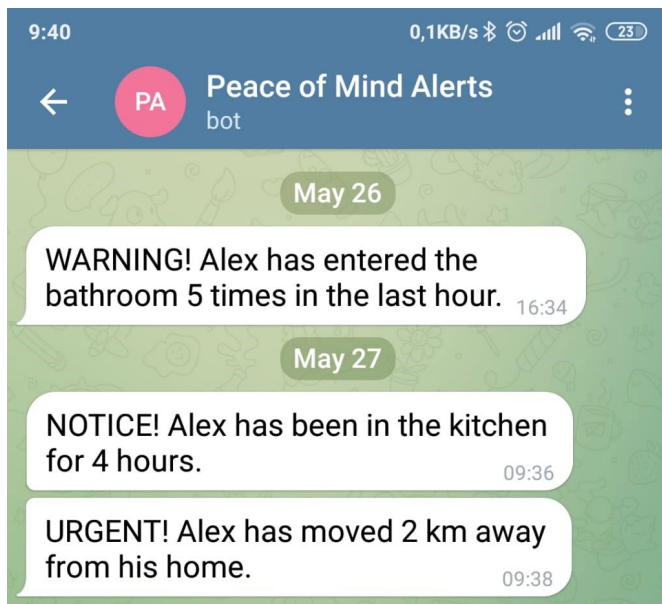 9:40 0,1KB/s 23
PA Peace of Mind Alerts
bot
May 26
WARNING! Alex has entered the
bathroom 5 times in the last hour. 16:34
May 27
NOTICE! Alex has been in the kitchen
for 4 hours. 09:36
URGENT! Alex has moved 2 km away
from his home. 09:38